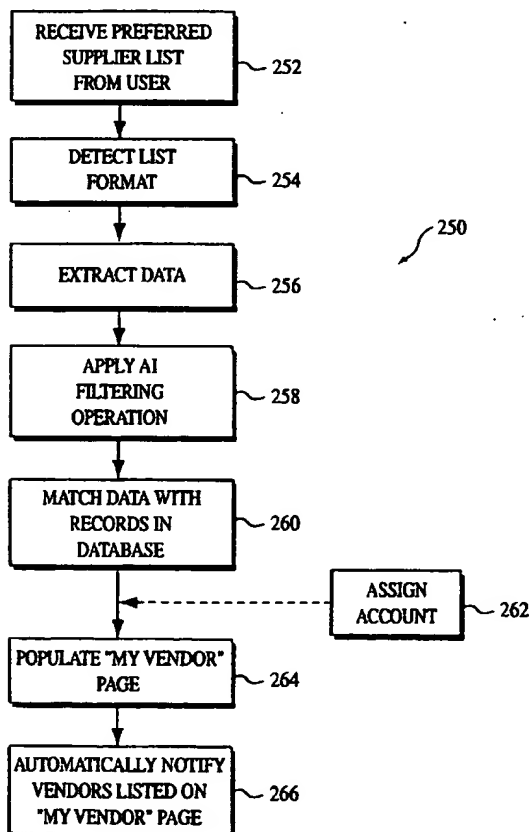 RECEIVE PREFERRED
SUPPLIER LIST
FROM USER
252
DETECT LIST
FORMAT
254
250
EXTRACT DATA
256
APPLY AI
FILTERING
OPERATION
258
MATCH DATA WITH
RECORDS IN
DATABASE
260
ASSIGN
ACCOUNT
262
POPULATE "MY VENDOR"
PAGE
264
AUTOMATICALLY NOTIFY
VENDORS LISTED ON
"MY VENDOR" PAGE
266